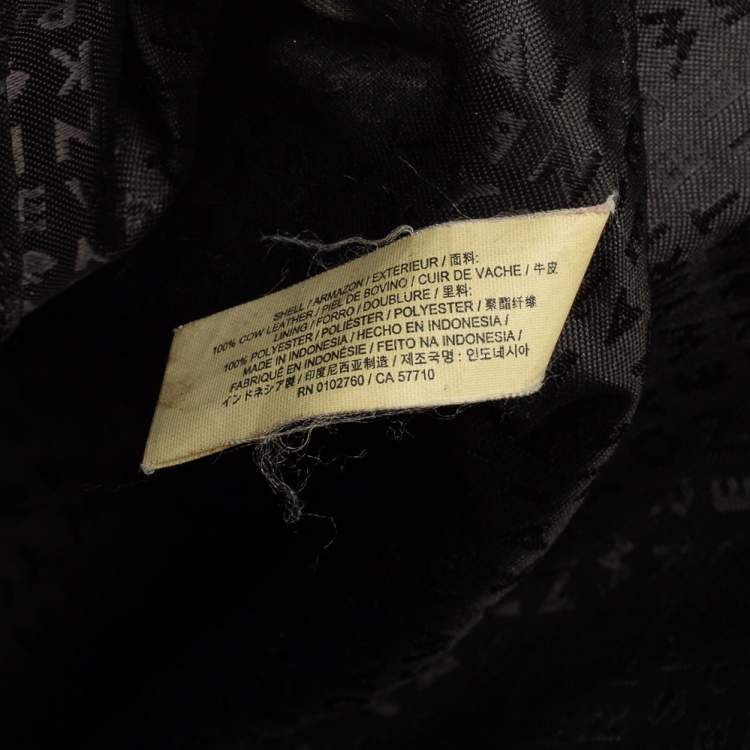 SHELL / ARMAZON / EXTERIEUR / 面料:
100% COW LEATHER / PIEL DE BOVINO / CUIR DE VACHE / 牛皮
LINING / FORRO / DOUBLURE / 里料:
100% POLYESTER / POLIÉSTER / POLYESTER / 聚酯纤维
MADE IN INDONESIA / HECHO EN INDONESIA /
FABRIQUÉ EN INDONÉSIE / FEITO NA INDONESIA /
インドネシア製 / 印度尼西亚制造 / 제조국명 : 인도네시아
RN 0102760 / CA 57710